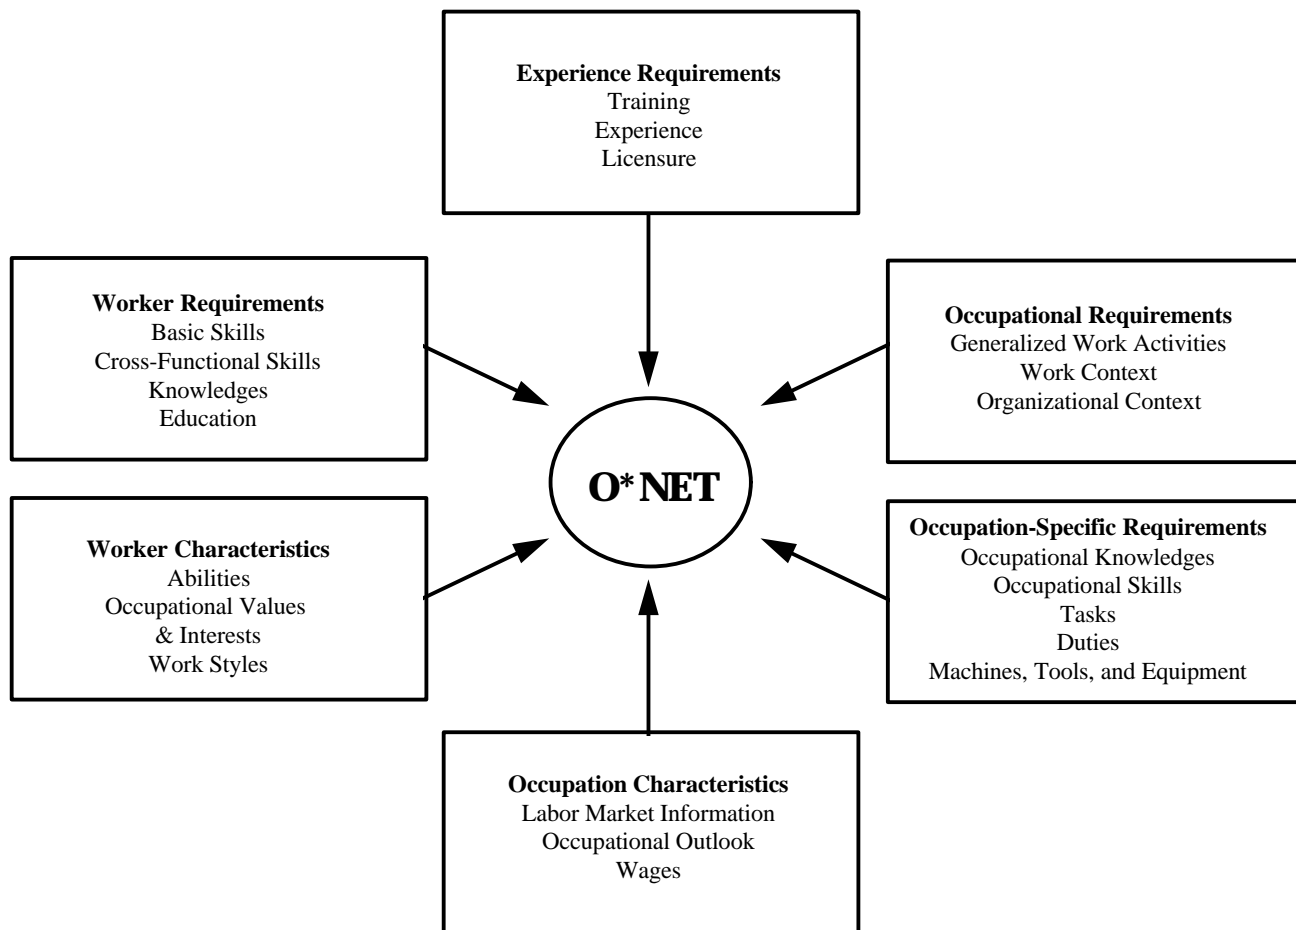 Experience Requirements
Training
Experience
Licensure
Worker Requirements
Basic Skills
Cross-Functional Skills
Knowledges
Education
Occupational Requirements
Generalized Work Activities
Work Context
Organizational Context
O*NET
Worker Characteristics
Abilities
Occupational Values
& Interests
Work Styles
Occupation-Specific Requirements
Occupational Knowledges
Occupational Skills
Tasks
Duties
Machines, Tools, and Equipment
Occupation Characteristics
Labor Market Information
Occupational Outlook
Wages